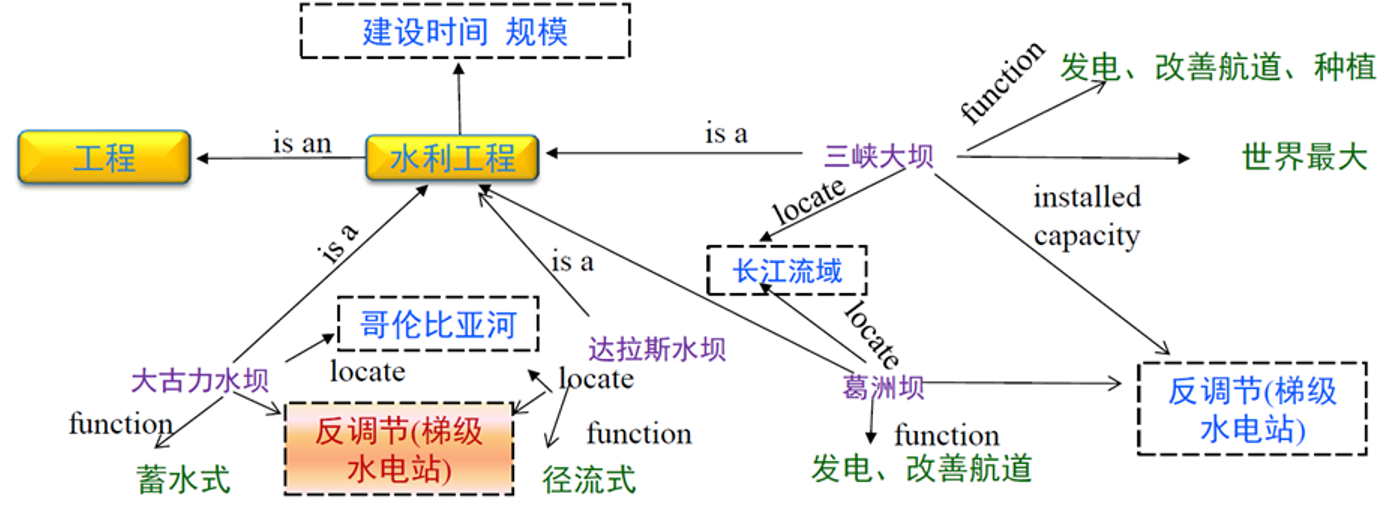 建设时间 规模
function
发电、改善航道、种植
工程
is an
水利工程
is a
三峡大坝
世界最大
locate
installed
capacity
is a
is a
长江流域
哥伦比亚河
locate
达拉斯水坝
大古力水坝
locate
locate
葛洲坝
反调节(梯级
水电站)
function
反调节(梯级
水电站)
function
function
蓄水式
径流式
发电、改善航道